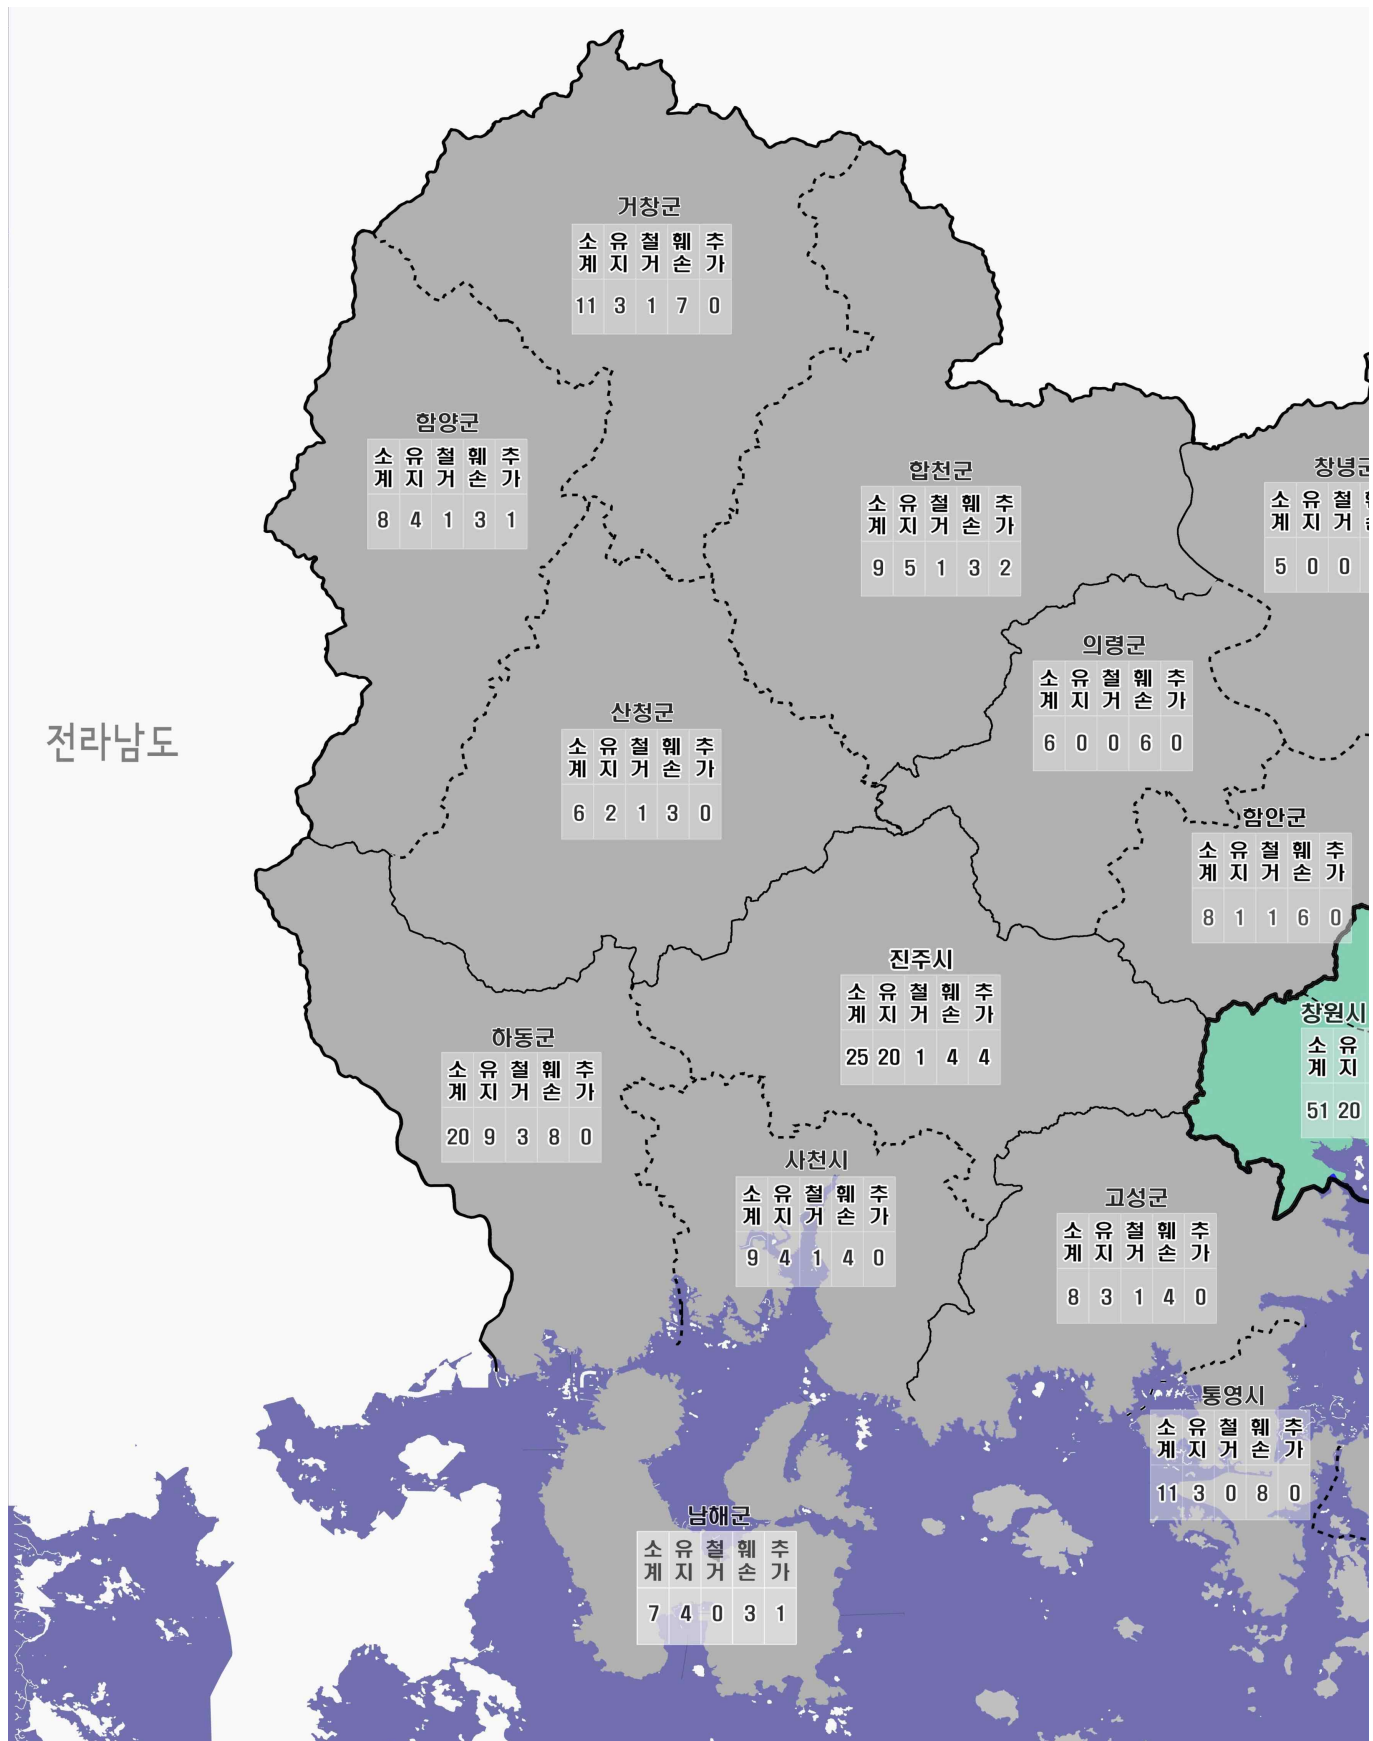 거창군
소계 유지 철거 훼손 추가
11 3 1 7 0
함양군
소계 유지 철거 훼손 추가
8 4 1 3 1
합천군
소계 유지 철거 훼손 추가
9 5 1 3 2
창녕군
소계 유지 철거
5 0 0
의령군
소계 유지 철거 훼손 추가
6 0 0 6 0
전라남도
산청군
소계 유지 철거 훼손 추가
6 2 1 3 0
함안군
소계 유지 철거 훼손 추가
8 1 1 6 0
진주시
소계 유지 철거 훼손 추가
25 20 1 4 4
창원시
소계 유지
51 20
하동군
소계 유지 철거 훼손 추가
20 9 3 8 0
사천시
소계 유지 철거 훼손 추가
9 4 1 4 0
고성군
소계 유지 철거 훼손 추가
8 3 1 4 0
통영시
소계 유지 철거 훼손 추가
11 3 0 8 0
남해군
소계 유지 철거 훼손 추가
7 4 0 3 1